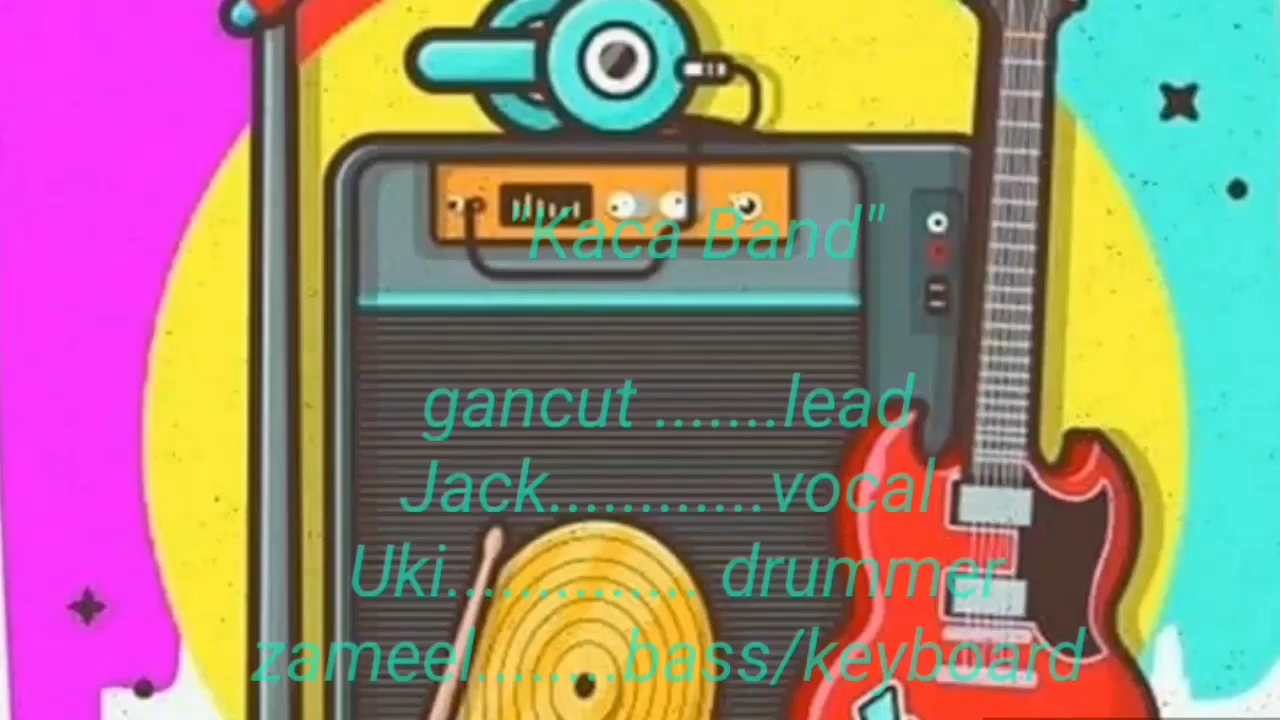 "Kaca Band"
gancut .......lead
Jack............vocal
Uki.............. drummer
zameel........bass/keyboard